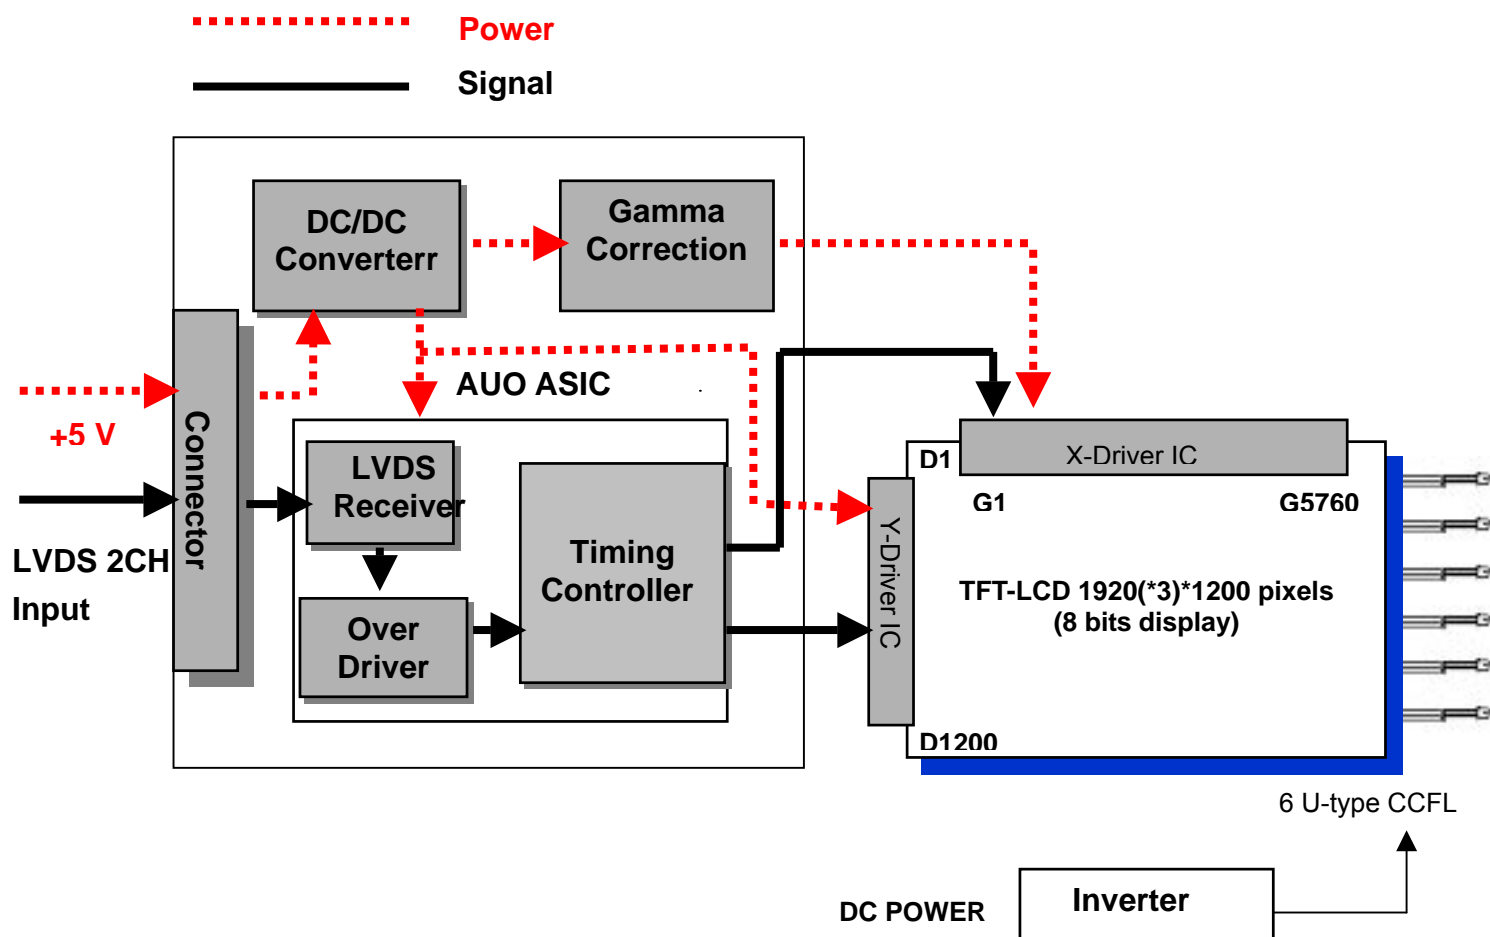 Power
Signal
DC/DC
Converterr
Gamma
Correction
AUO ASIC
+5 V
Connector
LVDS 2CH
Input
LVDS
Receiver
Over
Driver
Timing
Controller
D1
X-Driver IC
G1
G5760
Y-Driver IC
TFT-LCD 1920(*3)*1200 pixels
(8 bits display)
D1200
6 U-type CCFL
DC POWER
Inverter